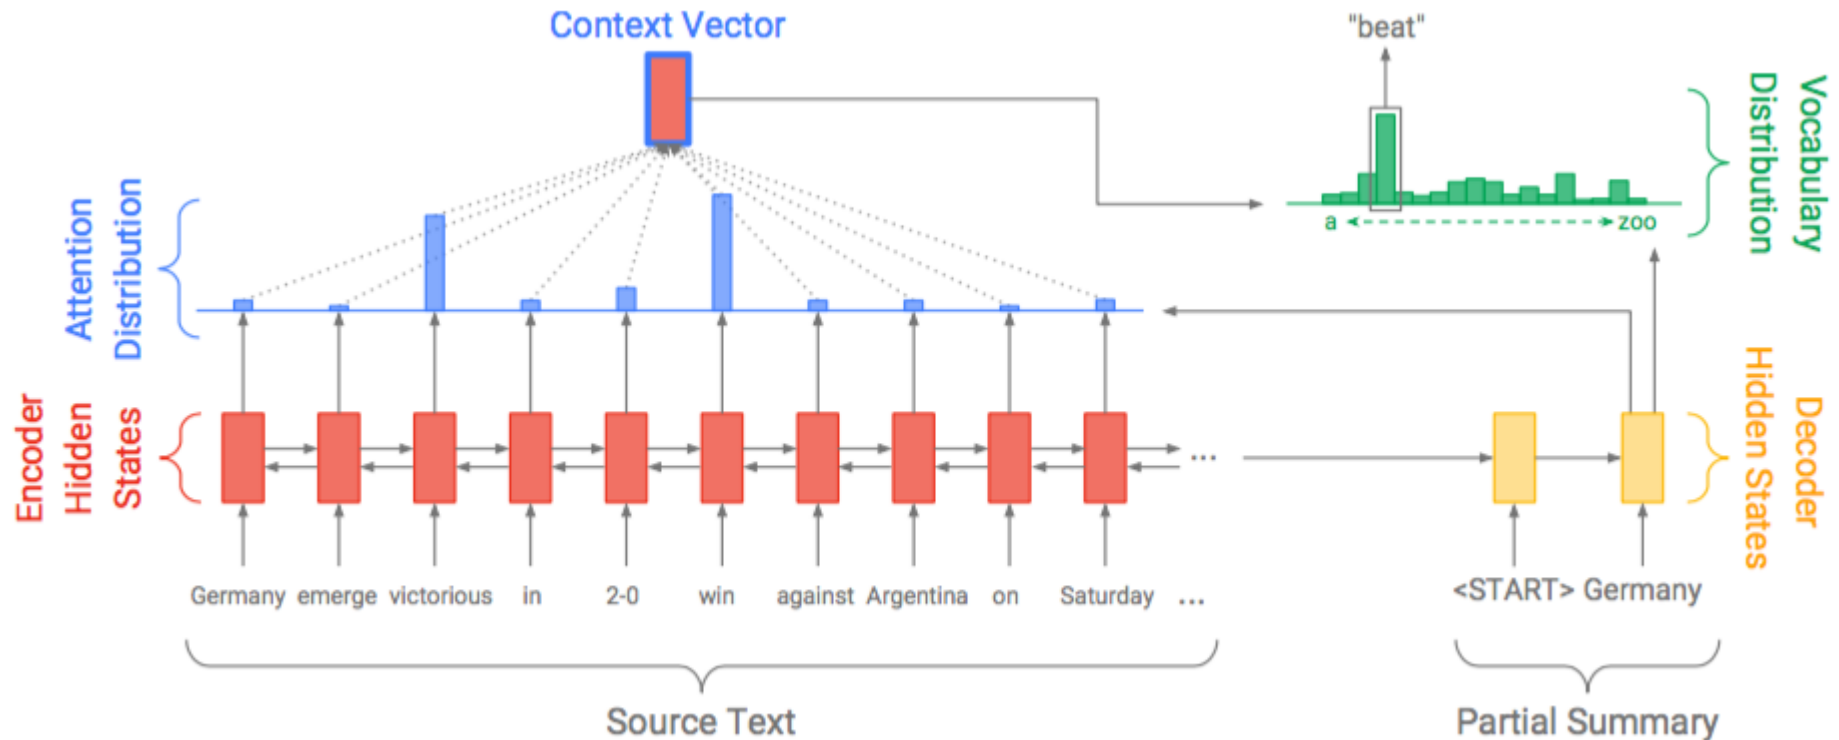 Context Vector
"beat"
Vocabulary
Distribution
a
zoo
Attention
Distribution
Encoder
Hidden
States
Decoder
Hidden States
Germany emerge victorious in 2-0 win against Argentina on Saturday ...
...
<START> Germany
Source Text
Partial Summary